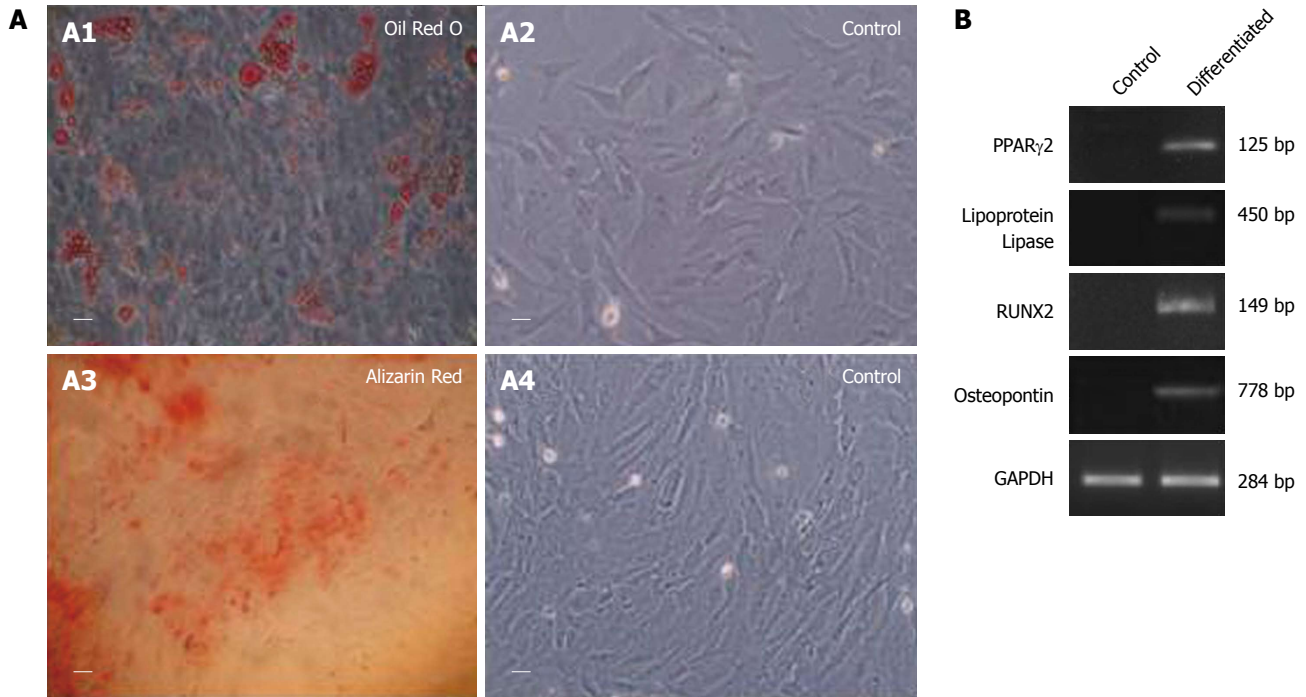 A
A1
Oil Red O
A2
Control
A3
Alizarin Red
A4
Control
B
Control
Differentiated
PPARγ2
125 bp
Lipoprotein
Lipase
450 bp
RUNX2
149 bp
Osteopontin
778 bp
GAPDH
284 bp